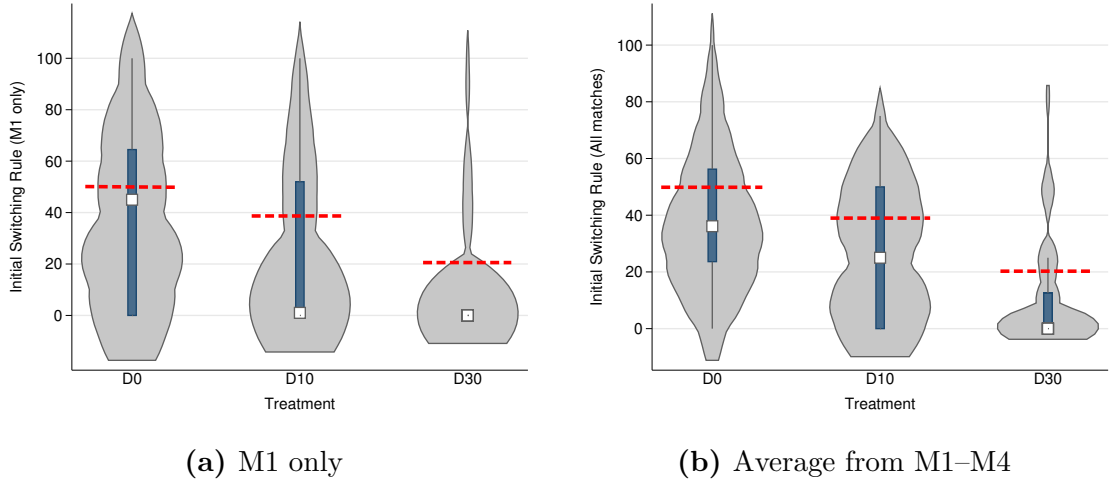 Initial Switching Rule (M1 only)
100
80
60
40
20
0
D0 D10 D30
Treatment
(a) M1 only
Initial Switching Rule (All matches)
100
80
60
40
20
0
D0 D10 D30
Treatment
(b) Average from M1–M4